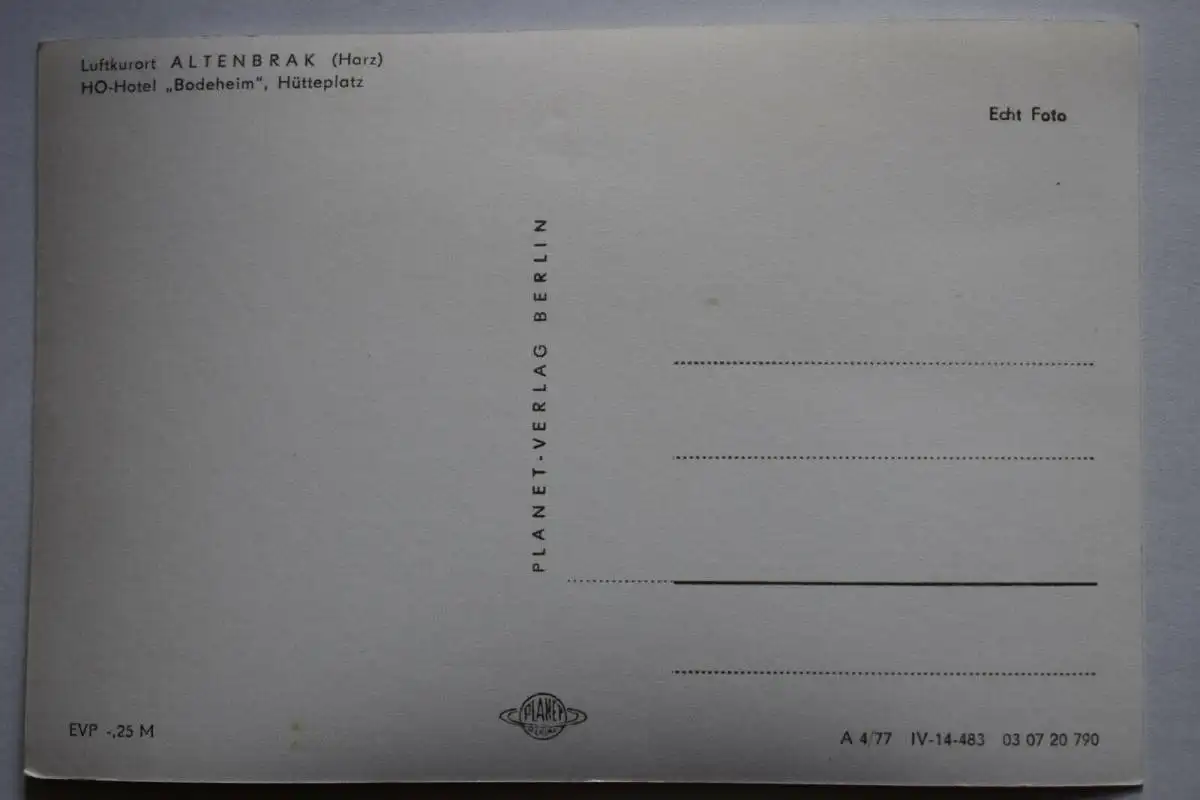 Luftkurort ALTENBRAK (Harz)
HO-Hotel „Bodeheim“, Hütteplatz
Echt Foto
PLANET-VERLAG BERLIN
EVP -,25 M
PLANET
A 4/77 IV-14-483 03 07 20 790